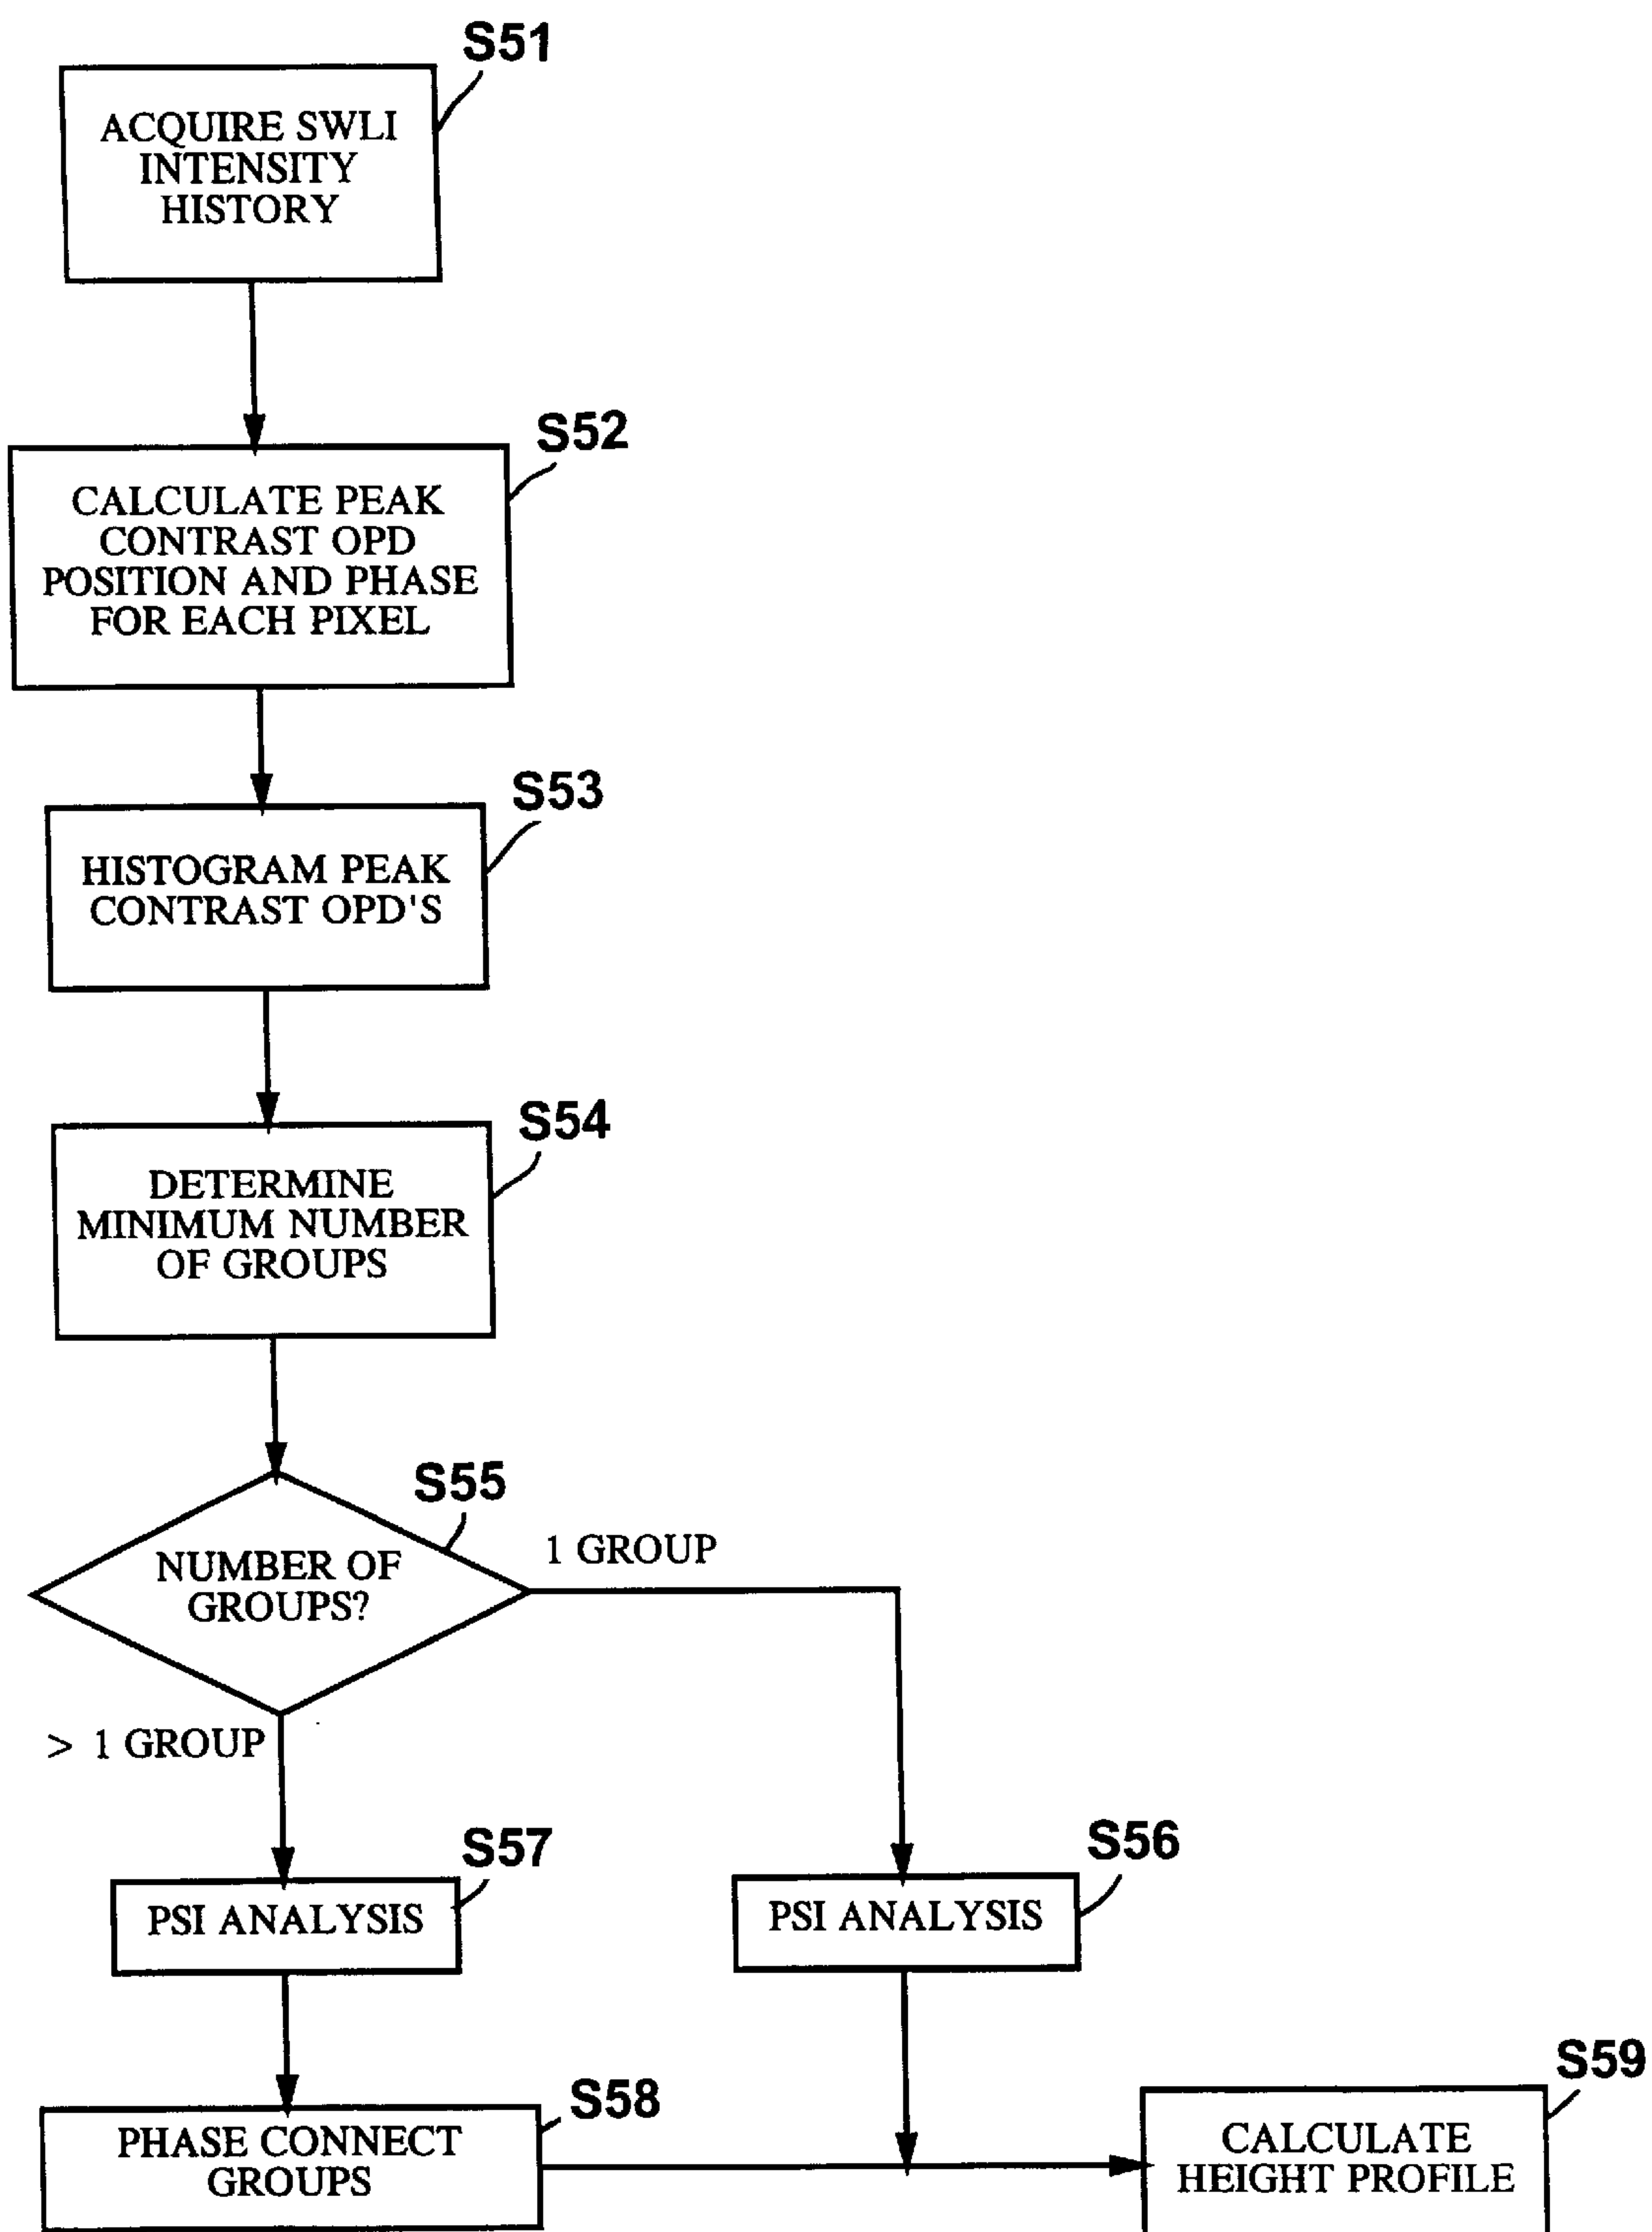 S51
ACQUIRE SWLI
INTENSITY
HISTORY
S52
CALCULATE PEAK
CONTRAST OPD
POSITION AND PHASE
FOR EACH PIXEL
S53
HISTOGRAM PEAK
CONTRAST OPD'S
S54
DETERMINE
MINIMUM NUMBER
OF GROUPS
S55
NUMBER OF
GROUPS?
1 GROUP
> 1 GROUP
S57
PSI ANALYSIS
S56
PSI ANALYSIS
S58
PHASE CONNECT
GROUPS
S59
CALCULATE
HEIGHT PROFILE